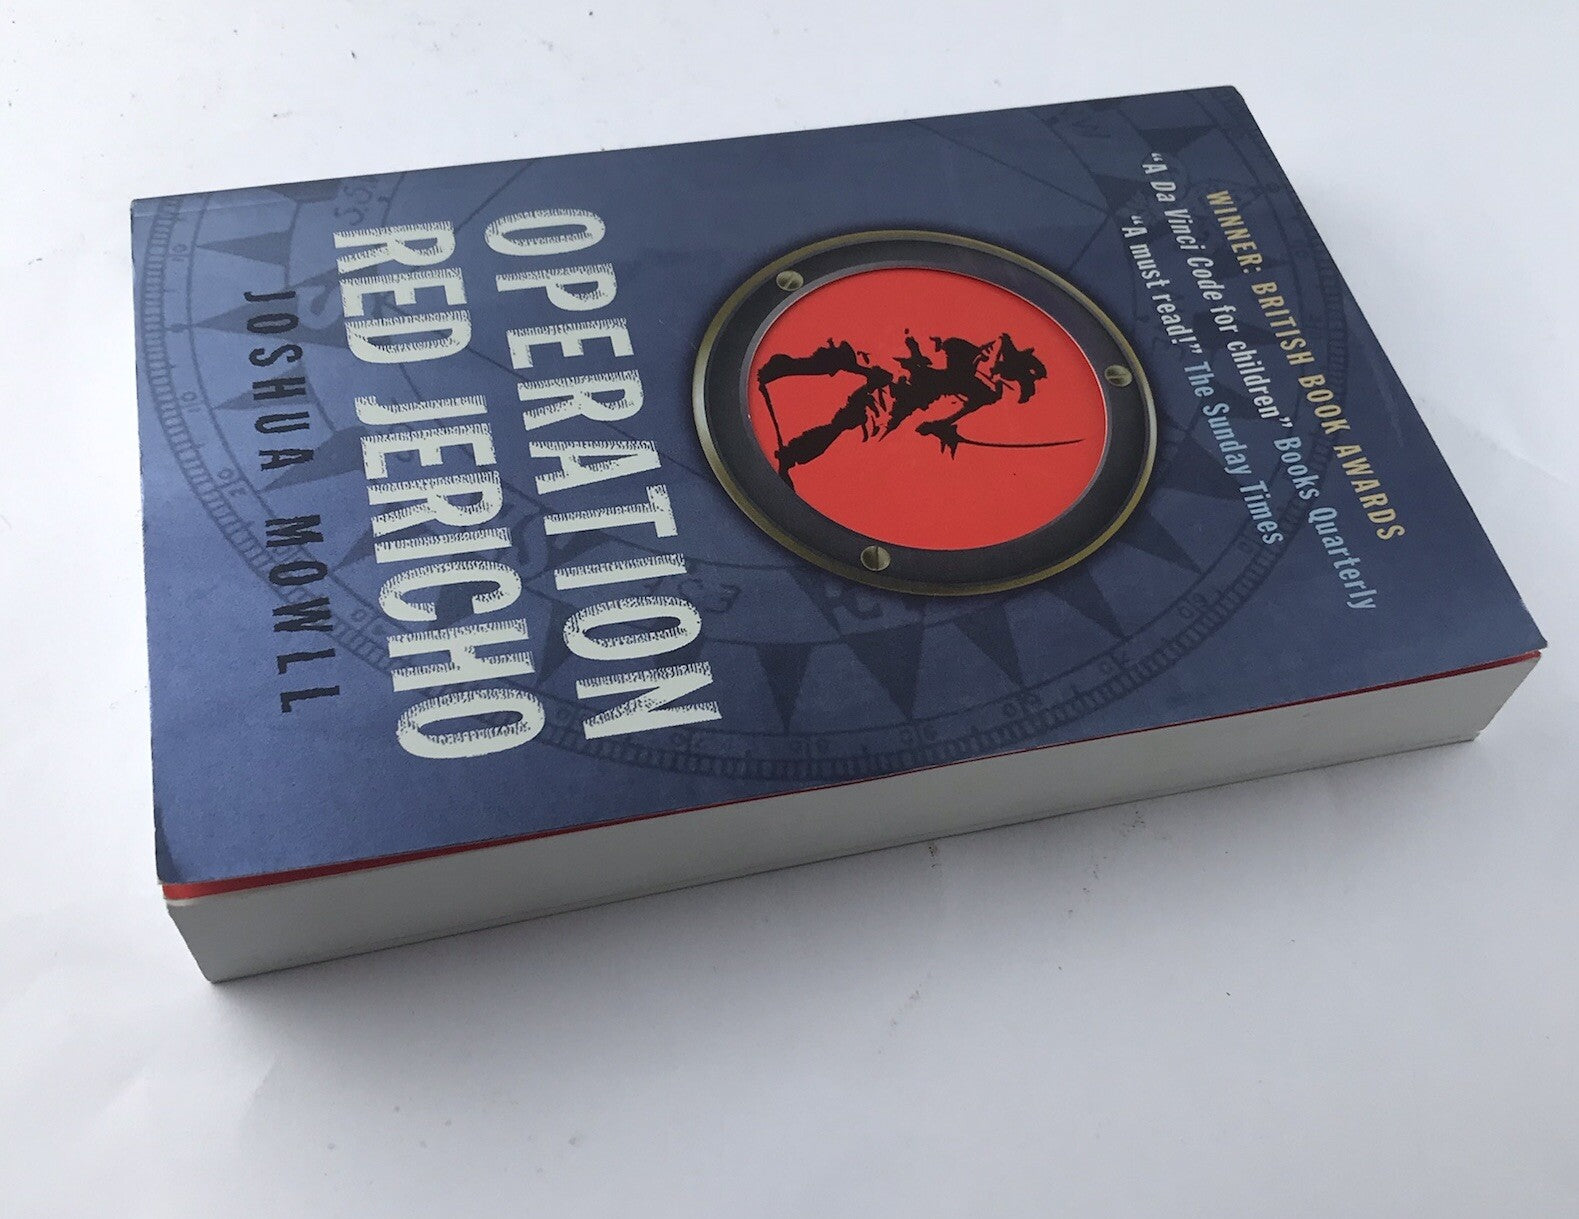 WINNER: BRITISH BOOK AWARDS
“A Da Vinci Code for children” Books Quarterly
“A must read!” The Sunday Times
OPERATION
RED JERICHO
JOSHUA MOWLL